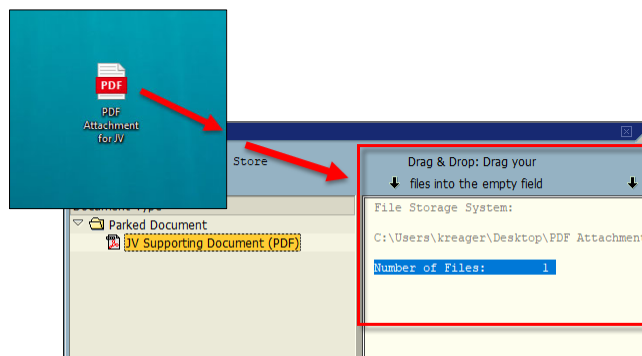 PDF
PDF
Attachment
for JV
Store
Drag & Drop: Drag your
files into the empty field
Parked Document
JV Supporting Document (PDF)
File Storage System:
C:\Users\kreager\Desktop\PDF Attachment
Number of Files: 1